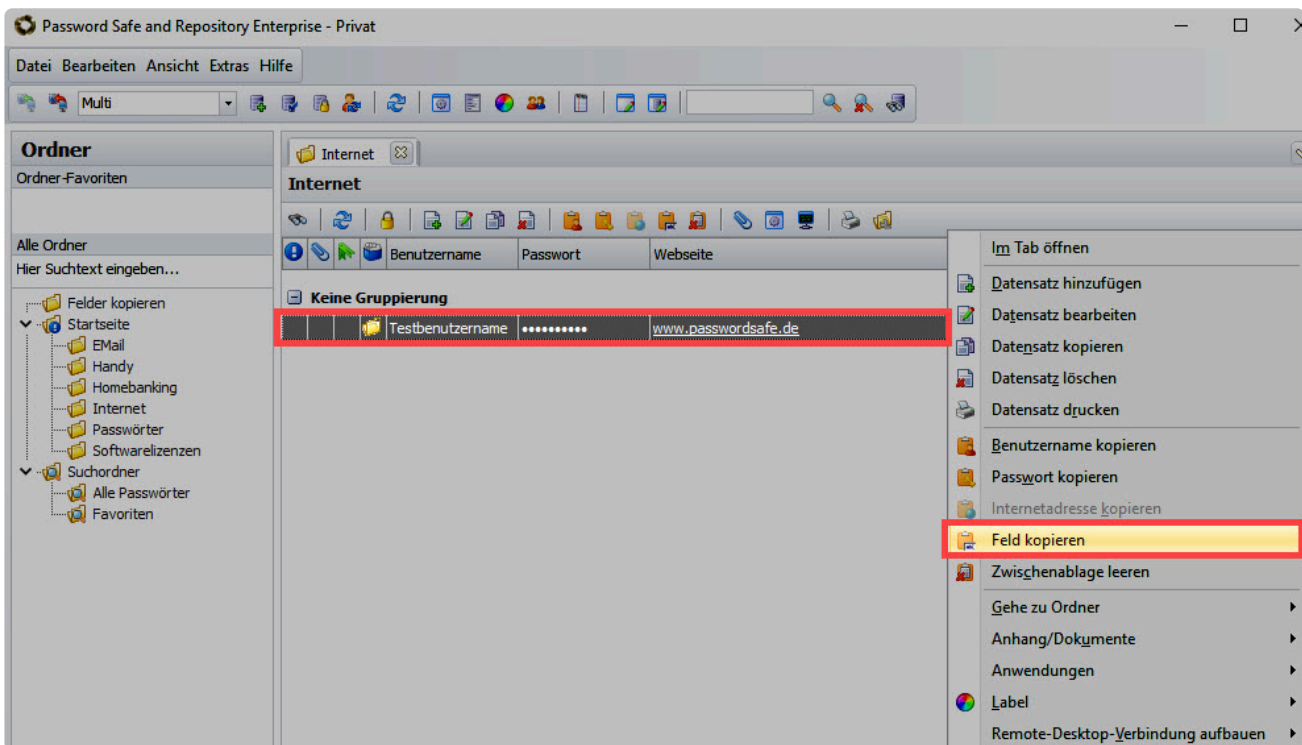 Password Safe and Repository Enterprise - Privat
Datei Bearbeiten Ansicht Extras Hilfe
Multi
Ordner
Ordner-Favoriten
Alle Ordner
Hier Suchtext eingeben...
Felder kopieren
Startseite
EMail
Handy
Homebanking
Internet
Passwörter
Softwarelizenzen
Suchordner
Alle Passwörter
Favoriten
Internet
Internet
Benutzername Passwort Webseite
Keine Gruppierung
Testbenutzername •••••••••• www.passwordsafe.de
Im Tab öffnen
Datensatz hinzufügen
Datensatz bearbeiten
Datensatz kopieren
Datensatz löschen
Datensatz drucken
Benutzername kopieren
Passwort kopieren
Internetadresse kopieren
Feld kopieren
Zwischenablage leeren
Gehe zu Ordner
Anhang/Dokumente
Anwendungen
Label
Remote-Desktop-Verbindung aufbauen